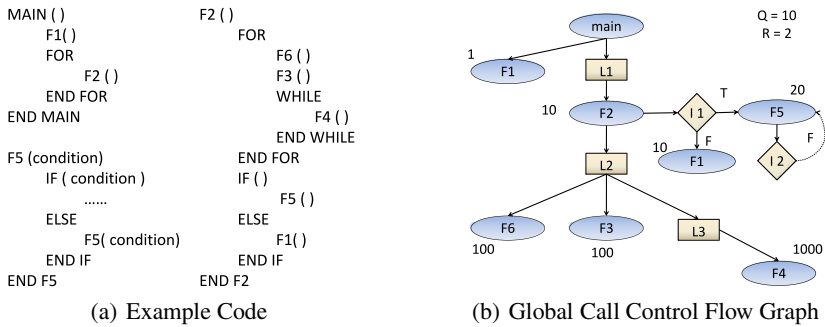 MAIN ( )
F1( )
FOR
F2 ( )
END FOR
END MAIN
F5 (condition)
IF ( condition )
......
ELSE
F5( condition)
END IF
END F5
F2 ( )
FOR
F6 ( )
F3 ( )
WHILE
F4 ( )
END WHILE
END FOR
IF ( )
F5 ( )
ELSE
F1( )
END IF
END F2
(a) Example Code
Q = 10
R = 2
main
1
F1
L1
10
F2
I 1
T
20
F5
F
10
F1
I 2
F
L2
F6
100
F3
100
L3
1000
F4
(b) Global Call Control Flow Graph